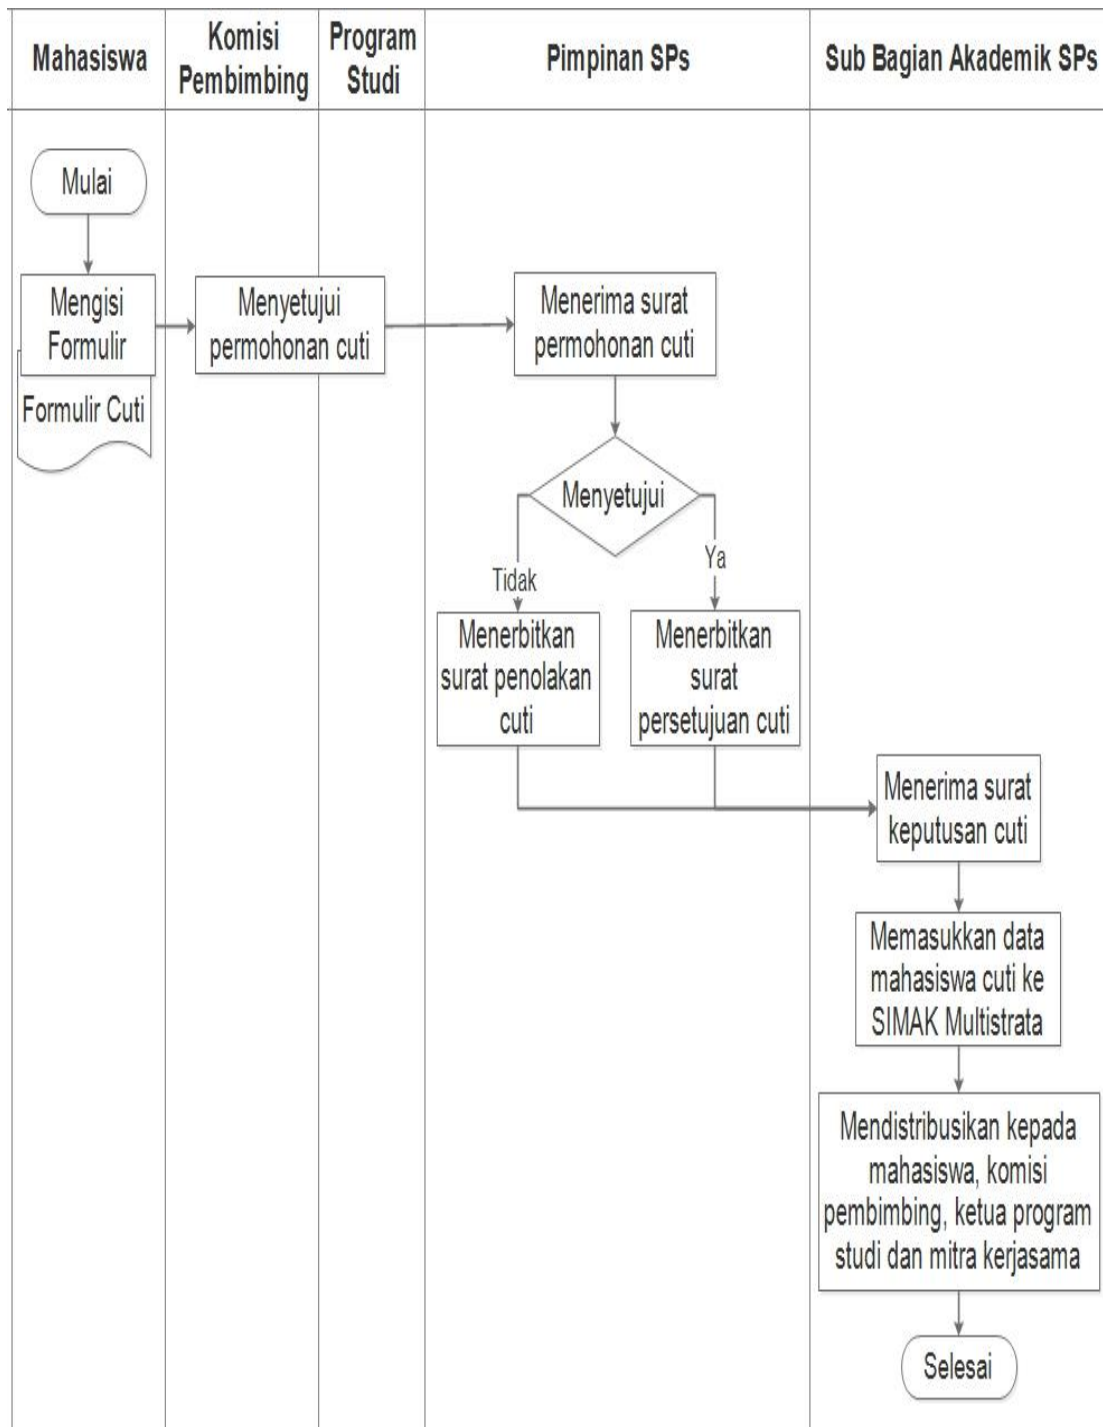 Mahasiswa
Komisi
Pembimbing
Program
Studi
Pimpinan SPs
Sub Bagian Akademik SPs
Mulai
Mengisi
Formulir
Formulir Cuti
Menyetujui
permohonan cuti
Menerima surat
permohonan cuti
Menyetujui
Tidak
Ya
Menerbitkan
surat penolakan
cuti
Menerbitkan
surat
persetujuan cuti
Menerima surat
keputusan cuti
Memasukkan data
mahasiswa cuti ke
SIMAK Multistrata
Mendistribusikan kepada
mahasiswa, komisi
pembimbing, ketua program
studi dan mitra kerjasama
Selesai